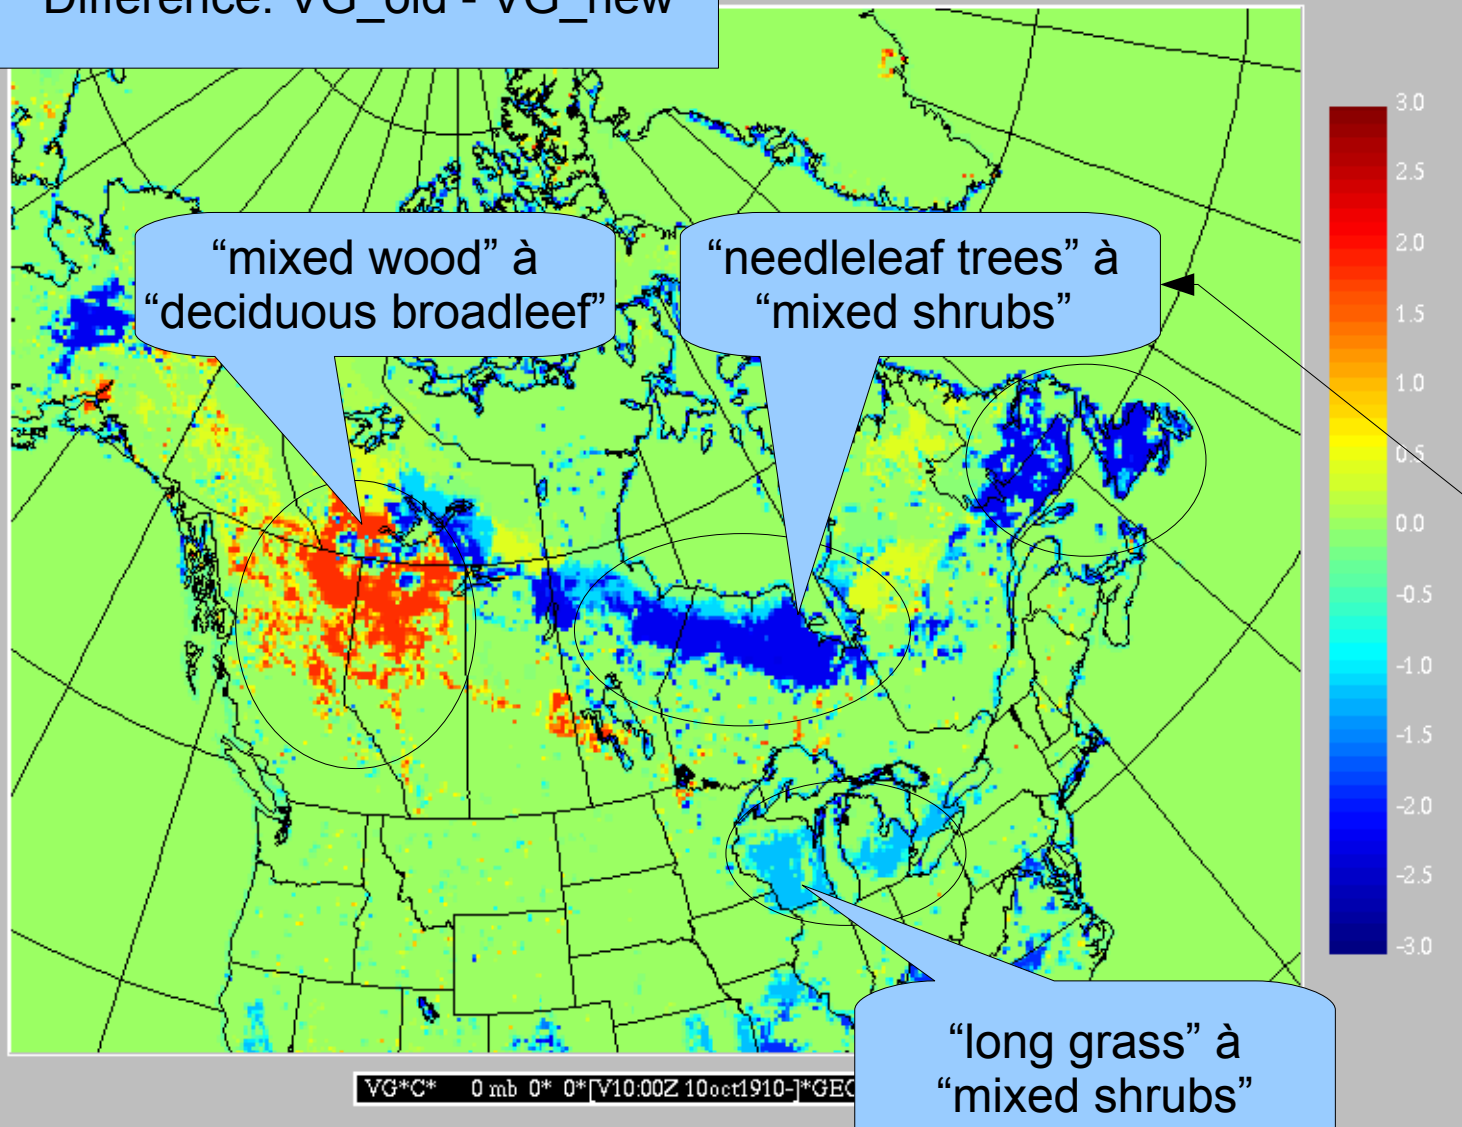 Difference: VG_old - VG_new
“mixed wood” à
“deciduous broadleef”
“needleleaf trees” à
“mixed shrubs”
3.0
2.5
2.0
1.5
1.0
0.5
0.0
-0.5
-1.0
-1.5
-2.0
-2.5
-3.0
“long grass” à
“mixed shrubs”
VG*C* 0 mb 0* 0*[V10:00Z 10oct1910-]*GEO